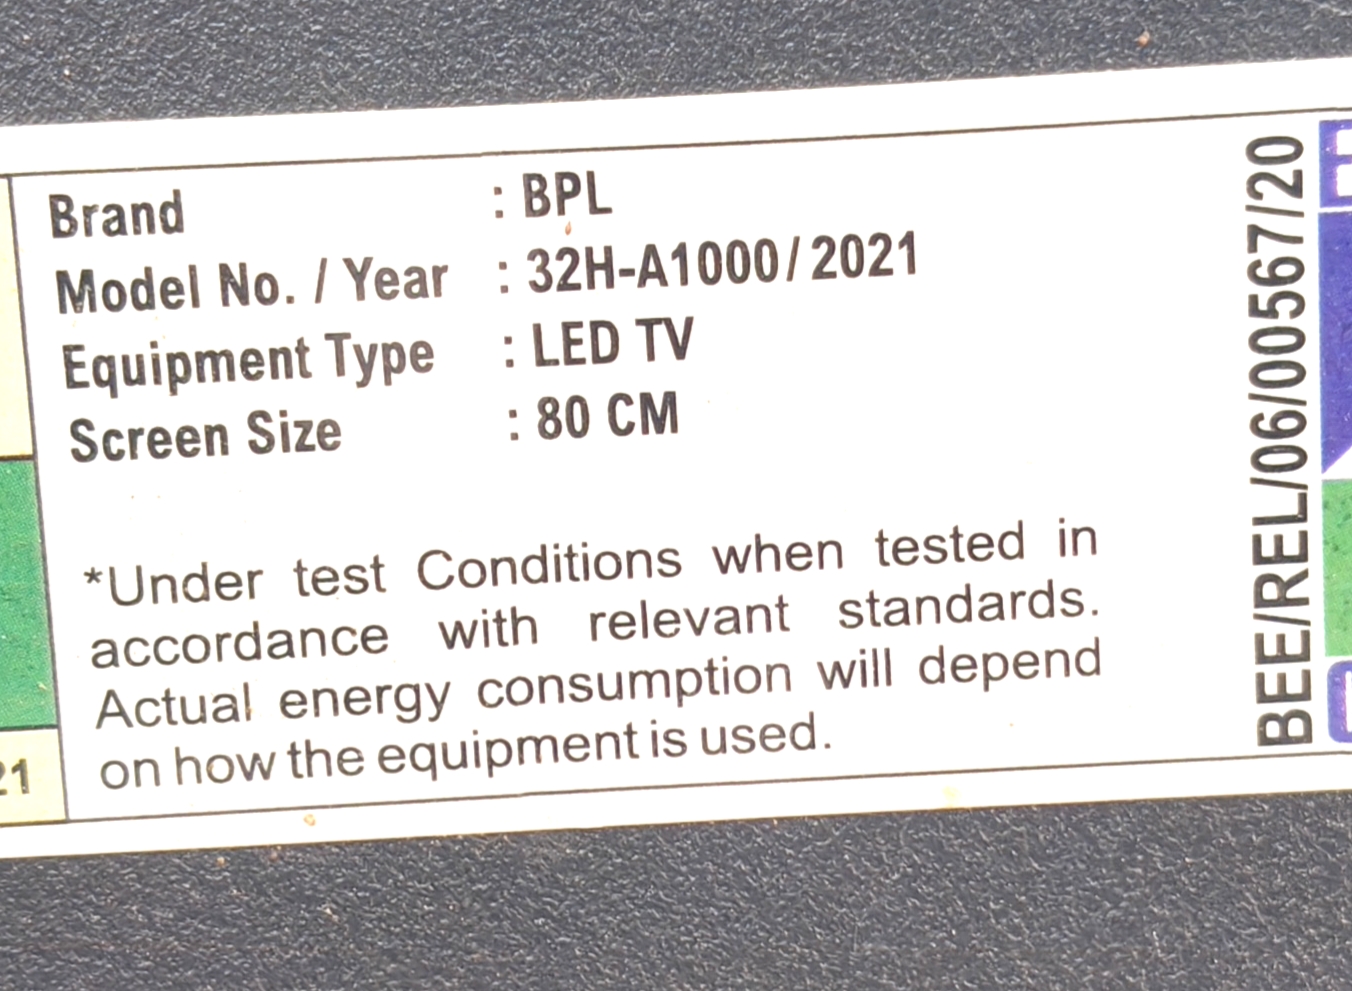 Brand : BPL
Model No. / Year : 32H-A1000/2021
Equipment Type : LED TV
Screen Size : 80 CM
*Under test Conditions when tested in
accordance with relevant standards.
Actual energy consumption will depend
on how the equipment is used.
BEE/REL/06/00567/20
21